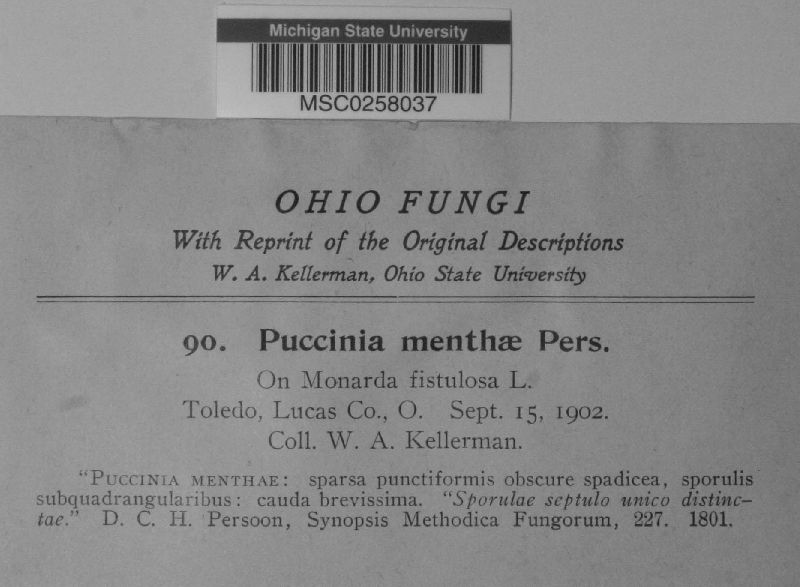 Michigan State University
MSC0258037
OHIO FUNGI
With Reprint of the Original Descriptions
W. A. Kellerman, Ohio State University
90. Puccinia menthæ Pers.
On Monarda fistulosa L.
Toledo, Lucas Co., O. Sept. 15, 1902.
Coll. W. A. Kellerman.
"PUCCINIA MENTHAE: sparsa punctiformis obscure spadicea, sporulis
subquadrangularibus: cauda brevissima. "Sporulae septulo unico distinc-
tae." D. C. H. Persoon, Synopsis Methodica Fungorum, 227. 1801.